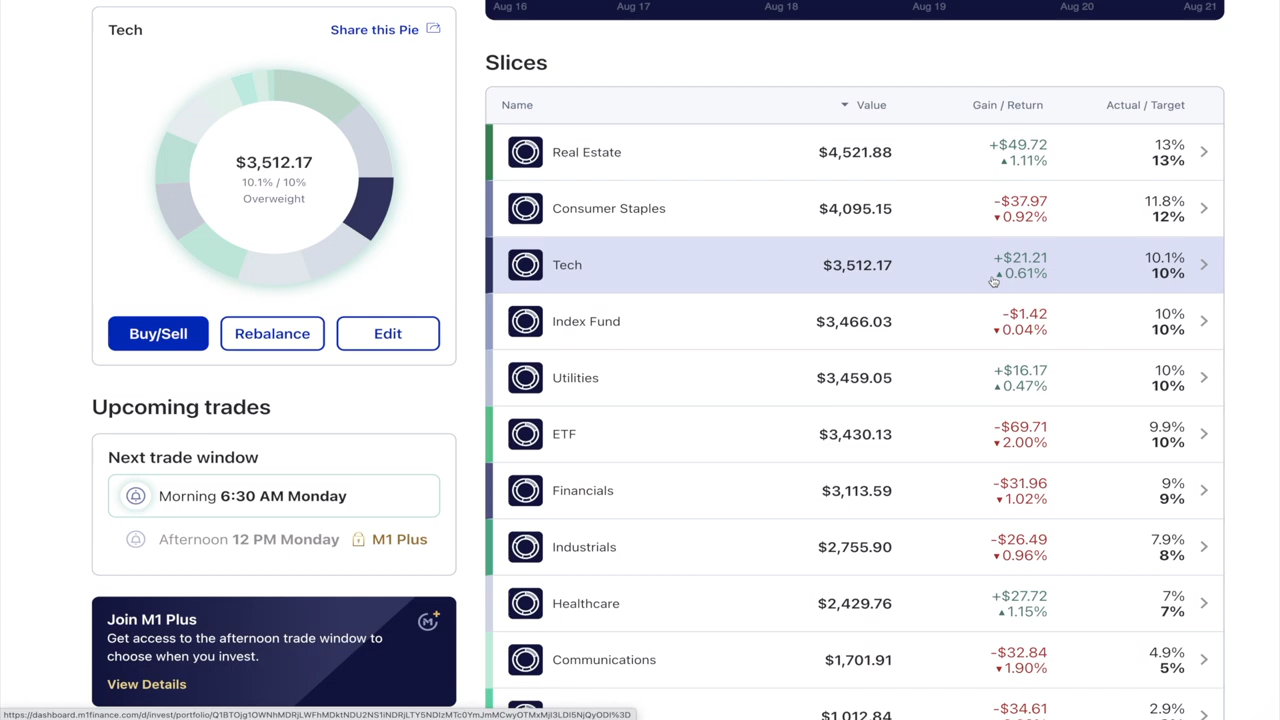 Aug 16 Aug 17 Aug 18 Aug 19 Aug 20 Aug 21
Tech Share this Pie
$3,512.17
10.1% / 10%
Overweight
Buy/Sell Rebalance Edit
Upcoming trades
Next trade window
Morning 6:30 AM Monday
Afternoon 12 PM Monday M1 Plus
Join M1 Plus
Get access to the afternoon trade window to
choose when you invest.
View Details
Slices
Name Value Gain / Return Actual / Target
Real Estate $4,521.88 +$49.72 13%
▲1.11% 13%
Consumer Staples $4,095.15 -$37.97 11.8%
▼0.92% 12%
Tech $3,512.17 +$21.21 10.1%
▲0.61% 10%
Index Fund $3,466.03 -$1.42 10%
▼0.04% 10%
Utilities $3,459.05 +$16.17 10%
▲0.47% 10%
ETF $3,430.13 -$69.71 9.9%
▼2.00% 10%
Financials $3,113.59 -$31.96 9%
▼1.02% 9%
Industrials $2,755.90 -$26.49 7.9%
▼0.96% 8%
Healthcare $2,429.76 +$27.72 7%
▲1.15% 7%
Communications $1,701.91 -$32.84 4.9%
▼1.90% 5%
$1,012.84 -$34.61 2.9%